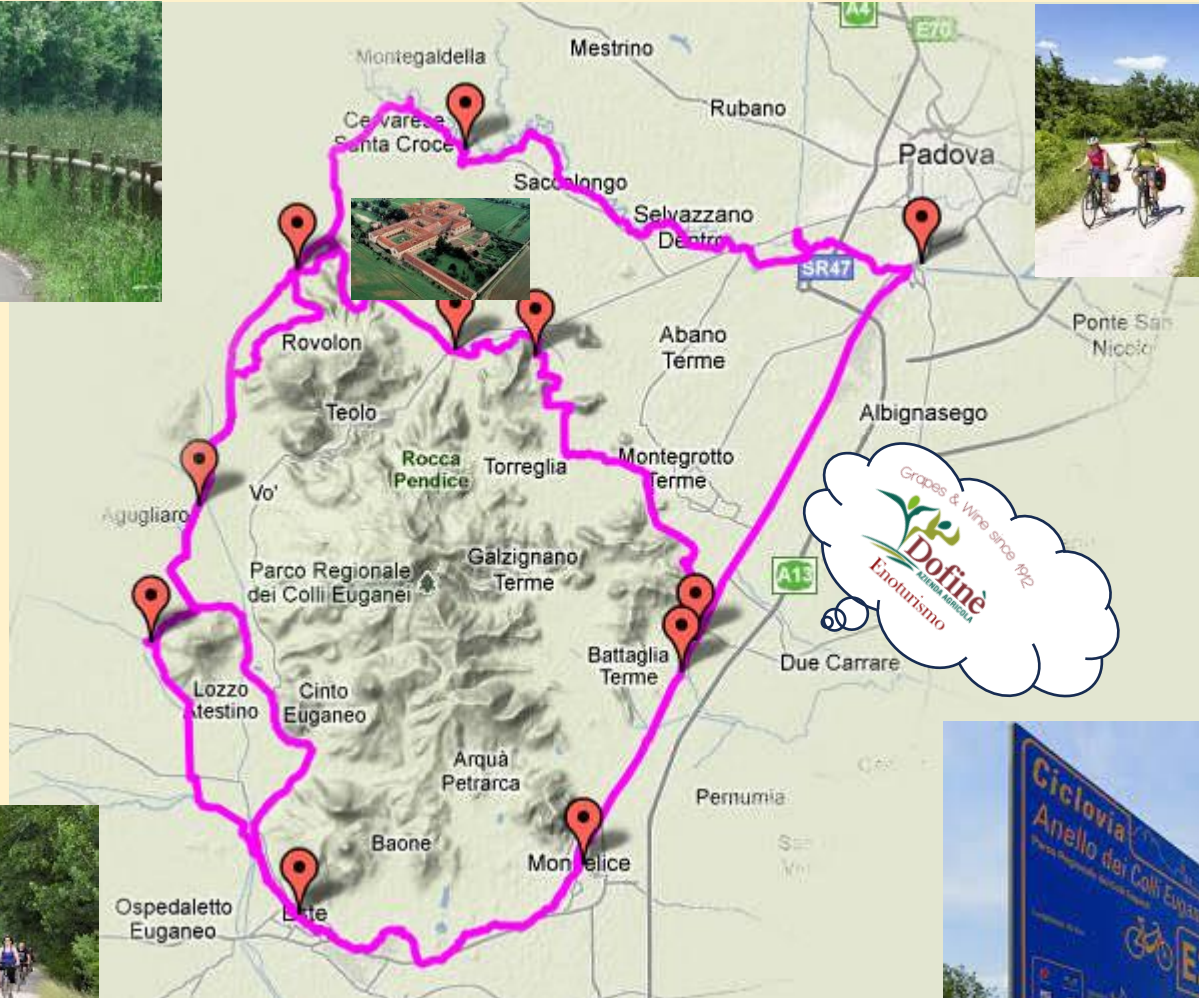 A4
E70
Montegaldella
Mestrino
Rubano
Padova
Cervarese
Santa Croce
Saccolongo
Selvazzano
Dentro
SR47
Ponte San
Nicolò
Abano
Terme
Rovolon
Teolo
Albignasego
Rocca
Pendice
Torreglia
Montegrotto
Terme
Vo'
Agugliaro
Grapes & Wine since 1912
Dofinè
AZIENDA AGRICOLA
Enoturismo
Galzignano
Terme
Parco Regionale
dei Colli Euganei
A13
Battaglia
Terme
Due Carrare
Lozzo
Atestino
Cinto
Euganeo
Arquà
Petrarca
Pernumia
Baone
Monselice
Ospedaletto
Euganeo
Este
Ciclovia
Anello dei Colli Eugane
E